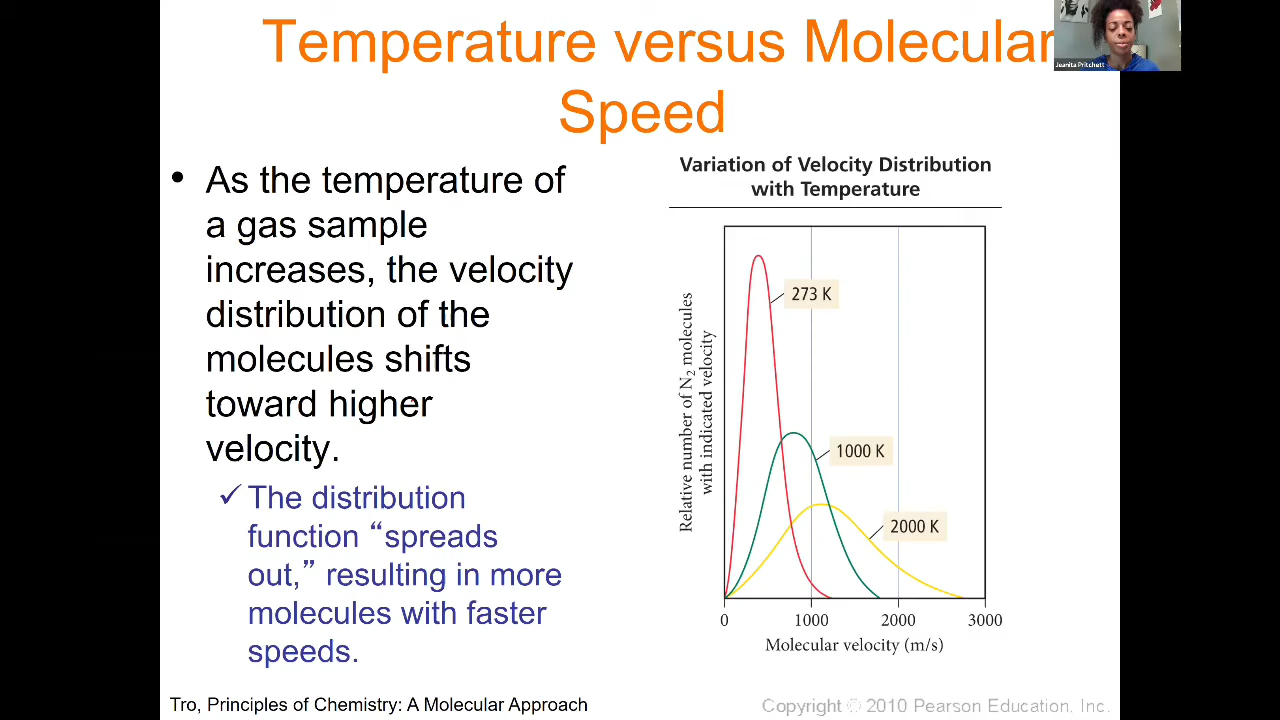 Temperature versus Molecular
Speed
Jeanita Pritchett
• As the temperature of
a gas sample
increases, the velocity
distribution of the
molecules shifts
toward higher
velocity.
✓ The distribution
function “spreads
out,” resulting in more
molecules with faster
speeds.
Variation of Velocity Distribution
with Temperature
Relative number of N₂ molecules
with indicated velocity
273 K
1000 K
2000 K
0 1000 2000 3000
Molecular velocity (m/s)
Tro, Principles of Chemistry: A Molecular Approach
Copyright © 2010 Pearson Education, Inc.